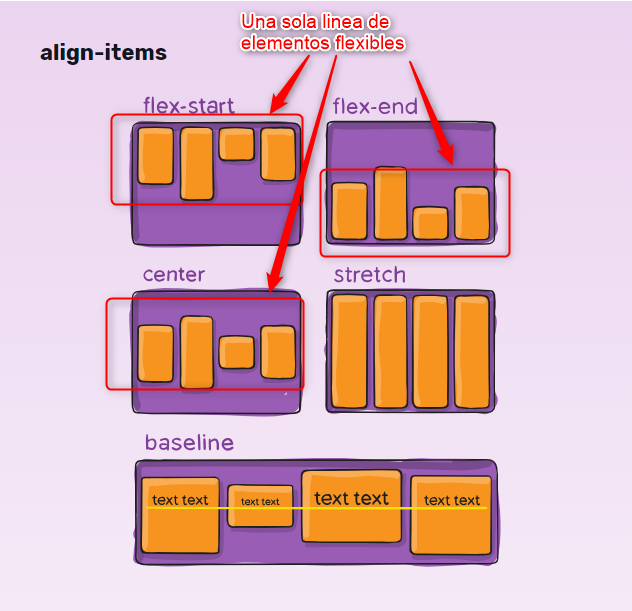 Una sola linea de
elementos flexibles
align-items
flex-start
flex-end
center
stretch
baseline
text text
text text
text text
text text